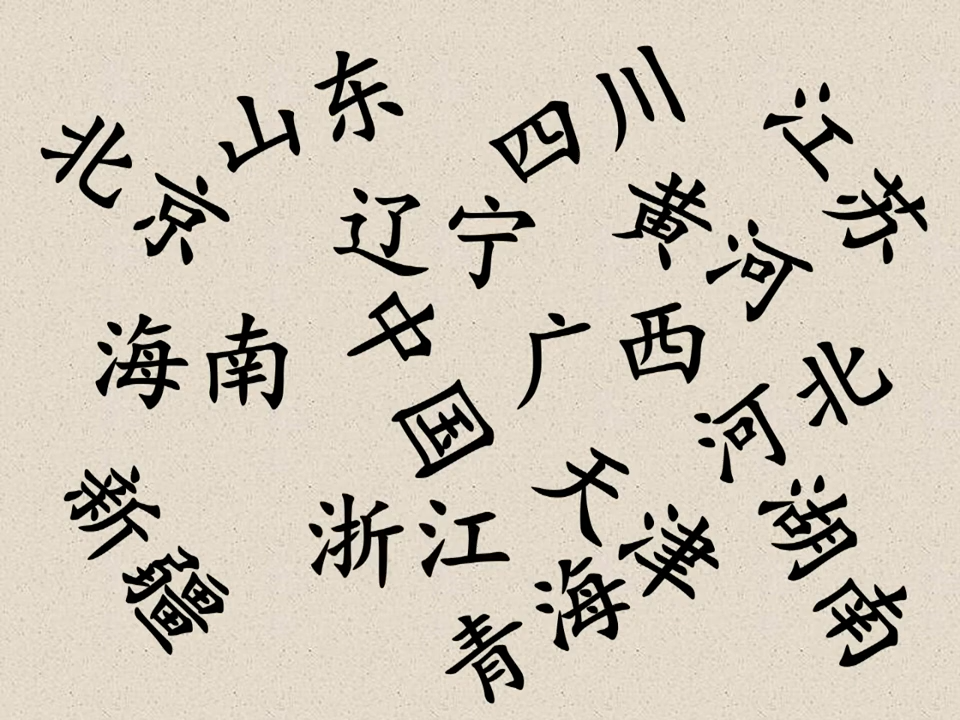 北京
山东
四川
江苏
辽宁
黄河
海南
中国
广西
河北
新疆
浙江
天津
湖南
青海